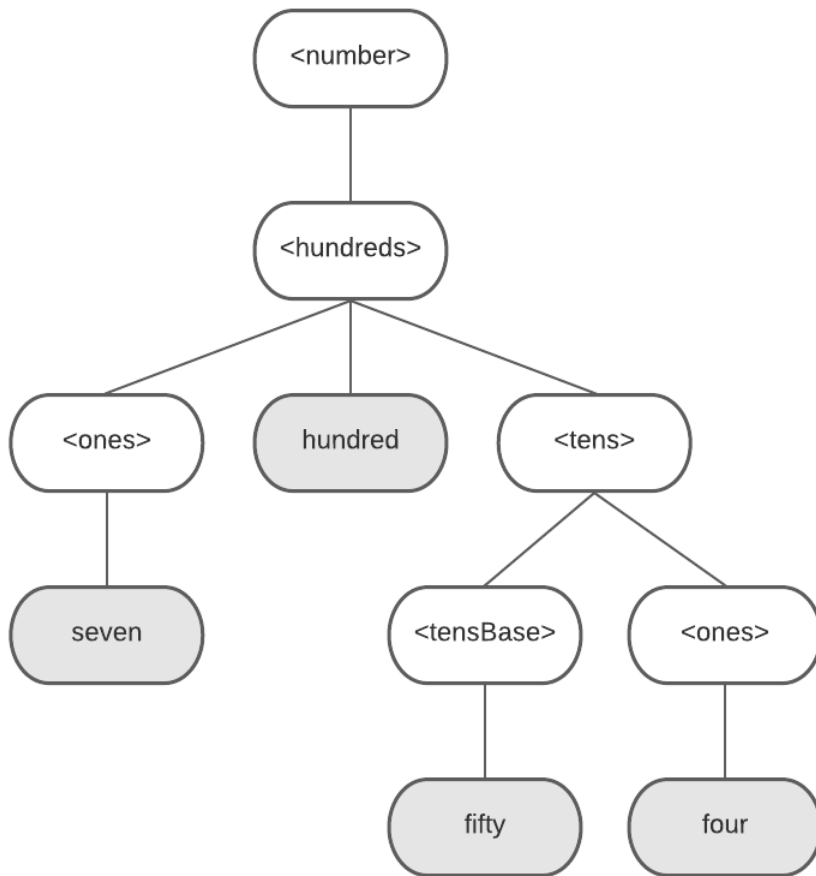 <number>
<hundreds>
<ones>
hundred
<tens>
seven
<tensBase>
<ones>
fifty
four